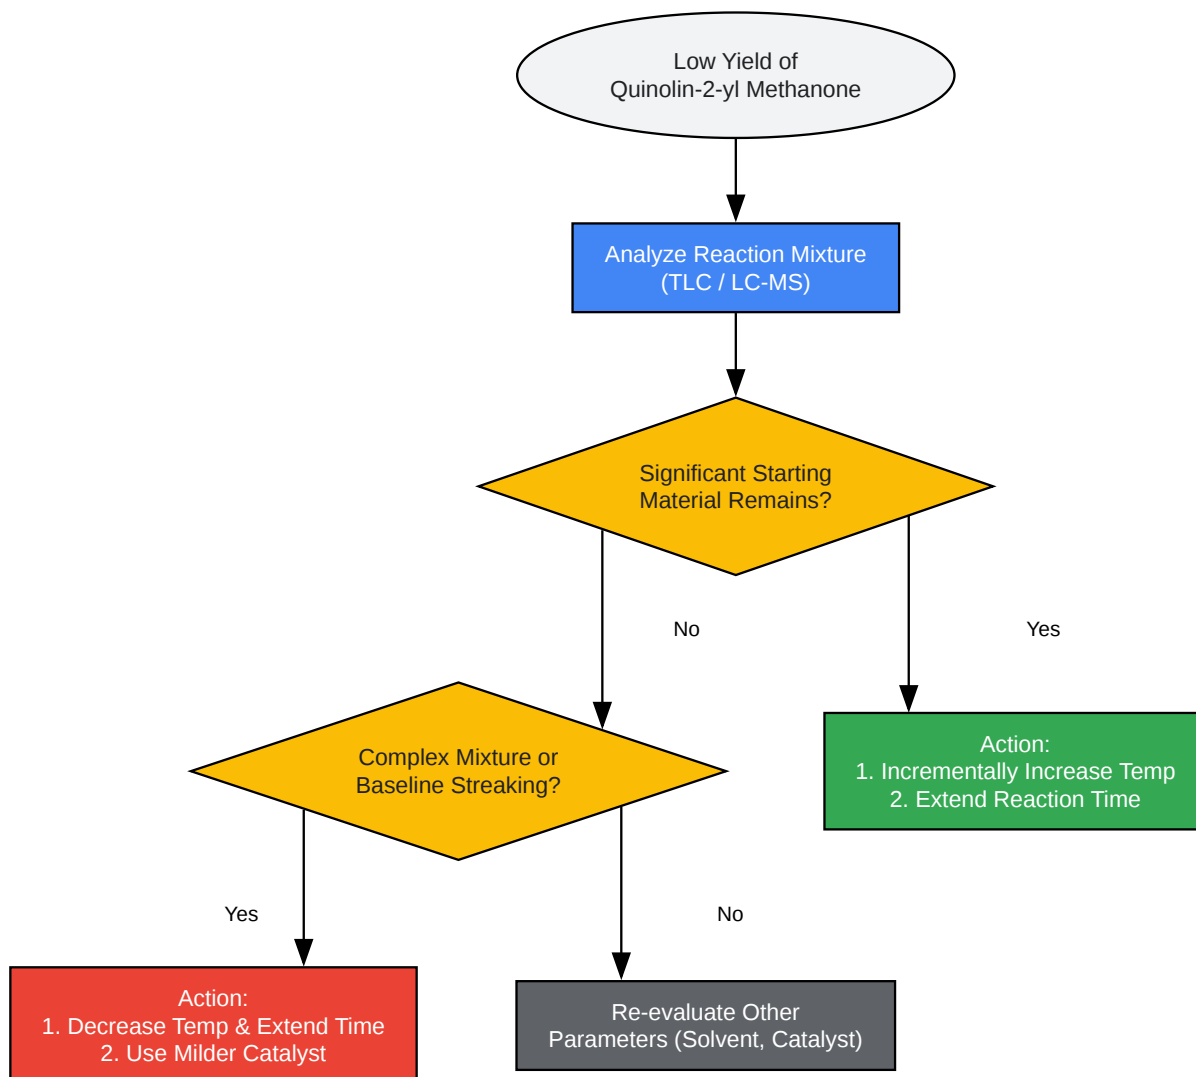 Low Yield of
Quinolin-2-yl Methanone
Analyze Reaction Mixture
(TLC / LC-MS)
Significant Starting
Material Remains?
No
Yes
Complex Mixture or
Baseline Streaking?
Action:
1. Incrementally Increase Temp
2. Extend Reaction Time
Yes
No
Action:
1. Decrease Temp & Extend Time
2. Use Milder Catalyst
Re-evaluate Other
Parameters (Solvent, Catalyst)